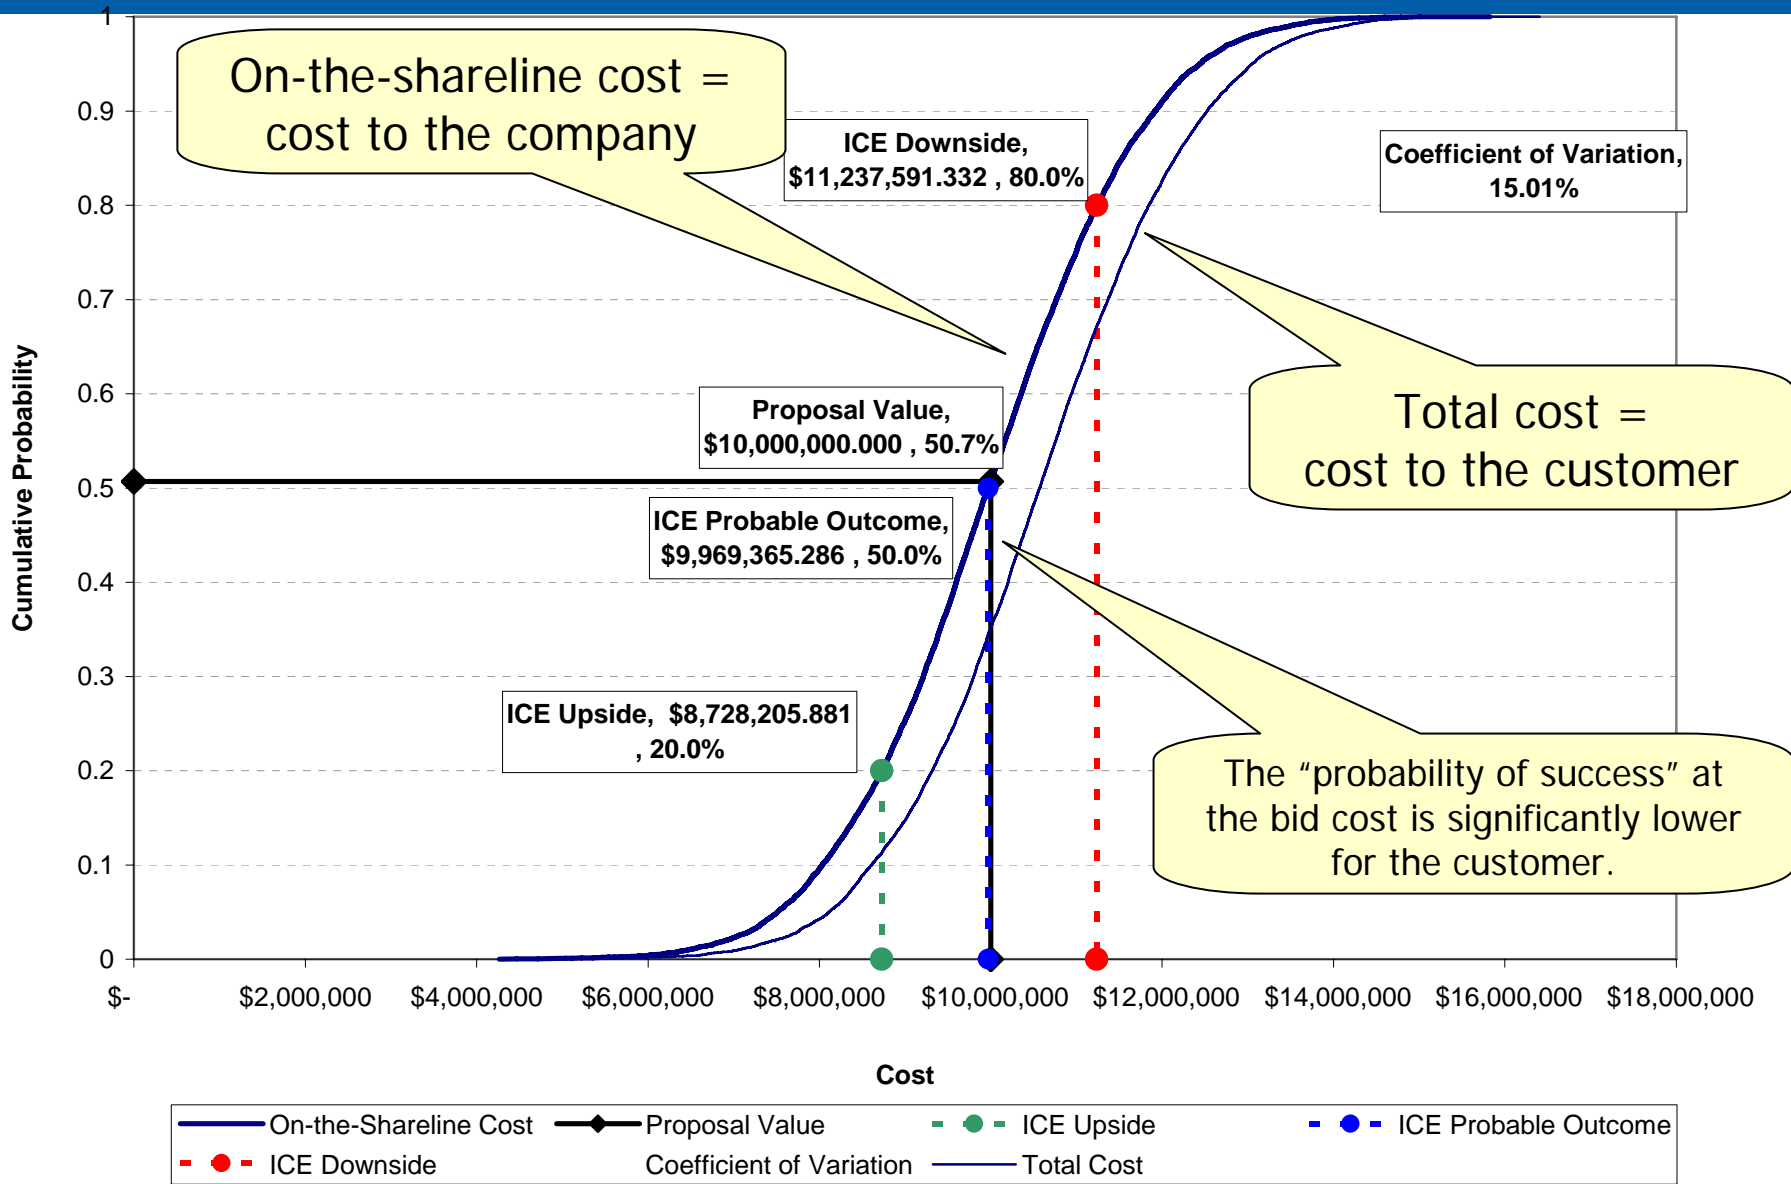 On-the-shareline cost =
cost to the company
ICE Downside,
$11,237,591.332 , 80.0%
Coefficient of Variation,
15.01%
Proposal Value,
$10,000,000.000 , 50.7%
Total cost =
cost to the customer
ICE Probable Outcome,
$9,969,365.286 , 50.0%
ICE Upside,  $8,728,205.881
, 20.0%
The “probability of success” at
the bid cost is significantly lower
for the customer.
Cumulative Probability
1
0.9
0.8
0.7
0.6
0.5
0.4
0.3
0.2
0.1
0
$- $2,000,000 $4,000,000 $6,000,000 $8,000,000 $10,000,000 $12,000,000 $14,000,000 $16,000,000 $18,000,000
Cost
On-the-Shareline Cost Proposal Value ICE Upside ICE Probable Outcome
ICE Downside Coefficient of Variation Total Cost